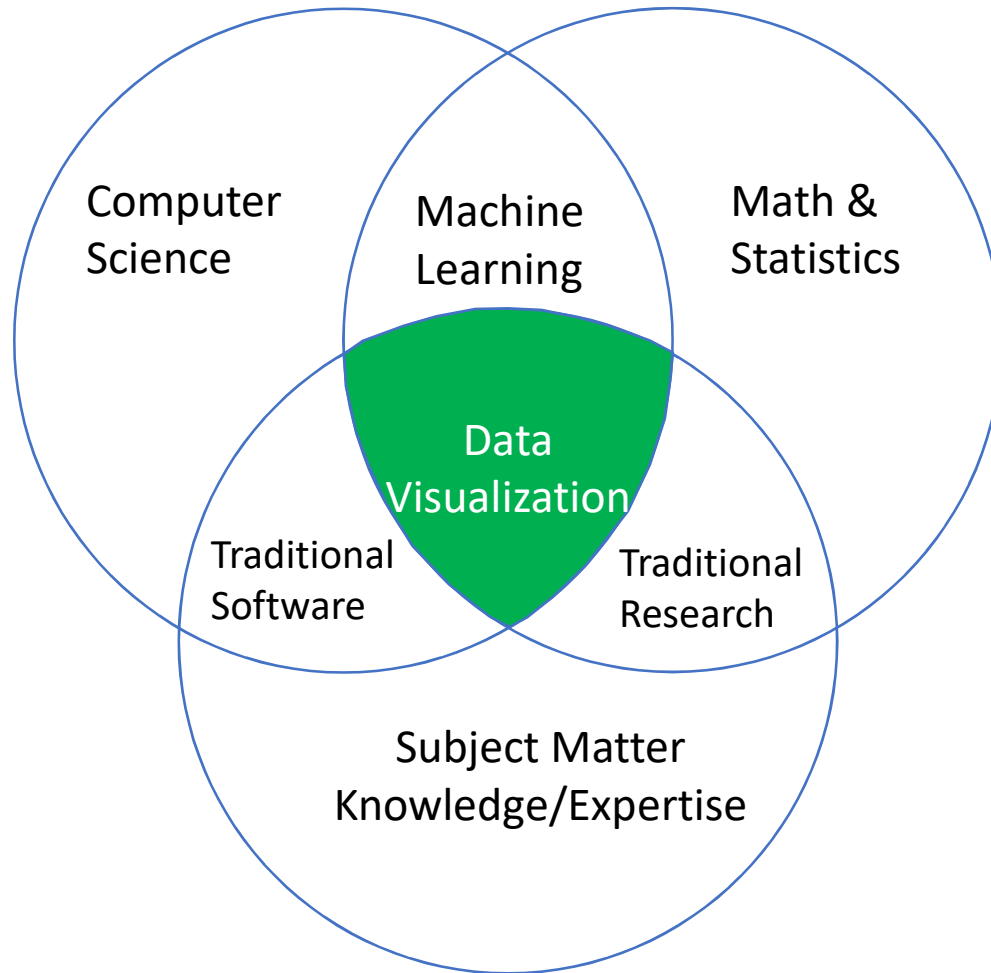 Computer
Science
Machine
Learning
Math &
Statistics
Data
Visualization
Traditional
Software
Traditional
Research
Subject Matter
Knowledge/Expertise